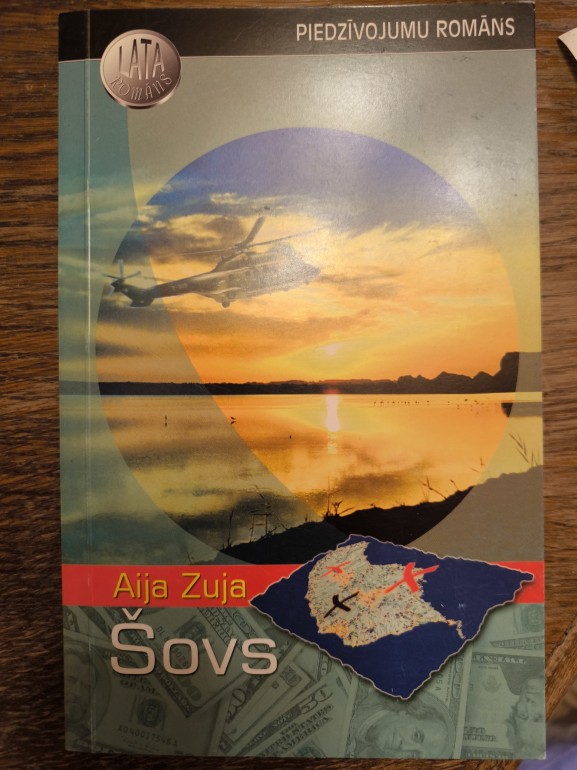 PIEDZĪVOJUMU ROMĀNS
LATA
ROMĀNS
Aija Zuja
Šovs